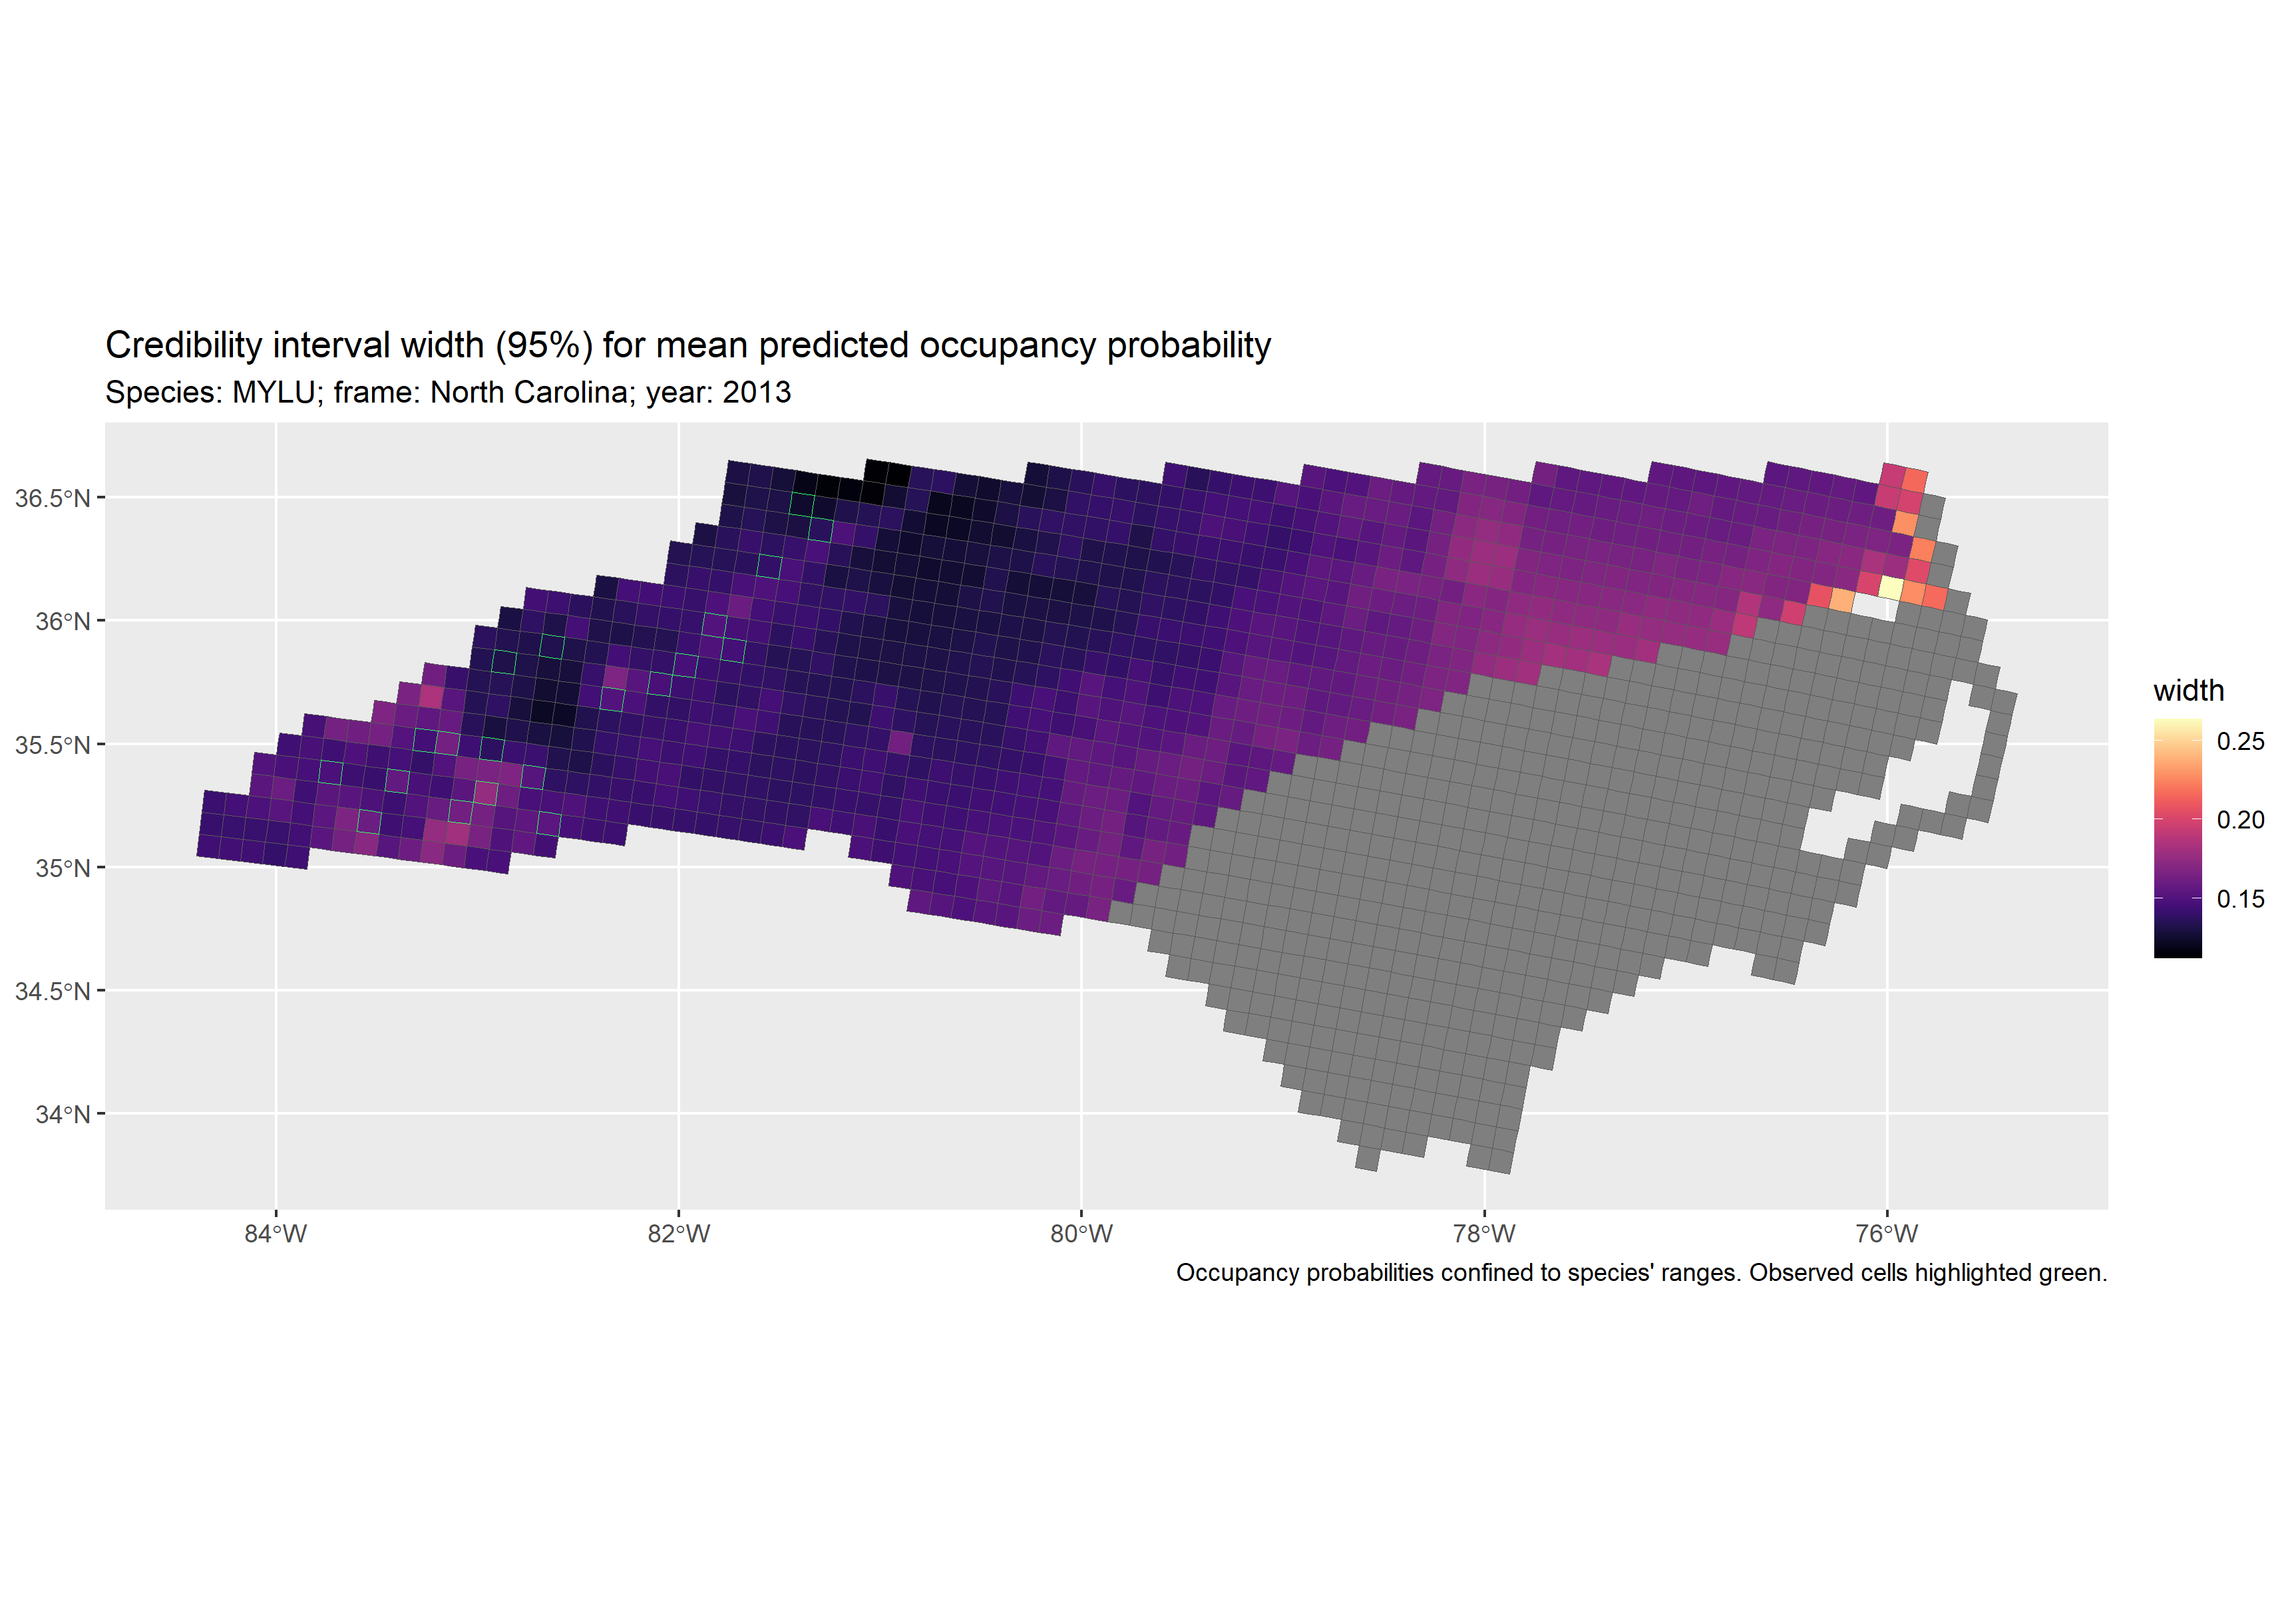 Credibility interval width (95%) for mean predicted occupancy probability
Species: MYLU; frame: North Carolina; year: 2013
36.5°N
36°N
35.5°N
35°N
34.5°N
34°N
84°W
82°W
80°W
78°W
76°W
width
0.25
0.20
0.15
Occupancy probabilities confined to species' ranges. Observed cells highlighted green.